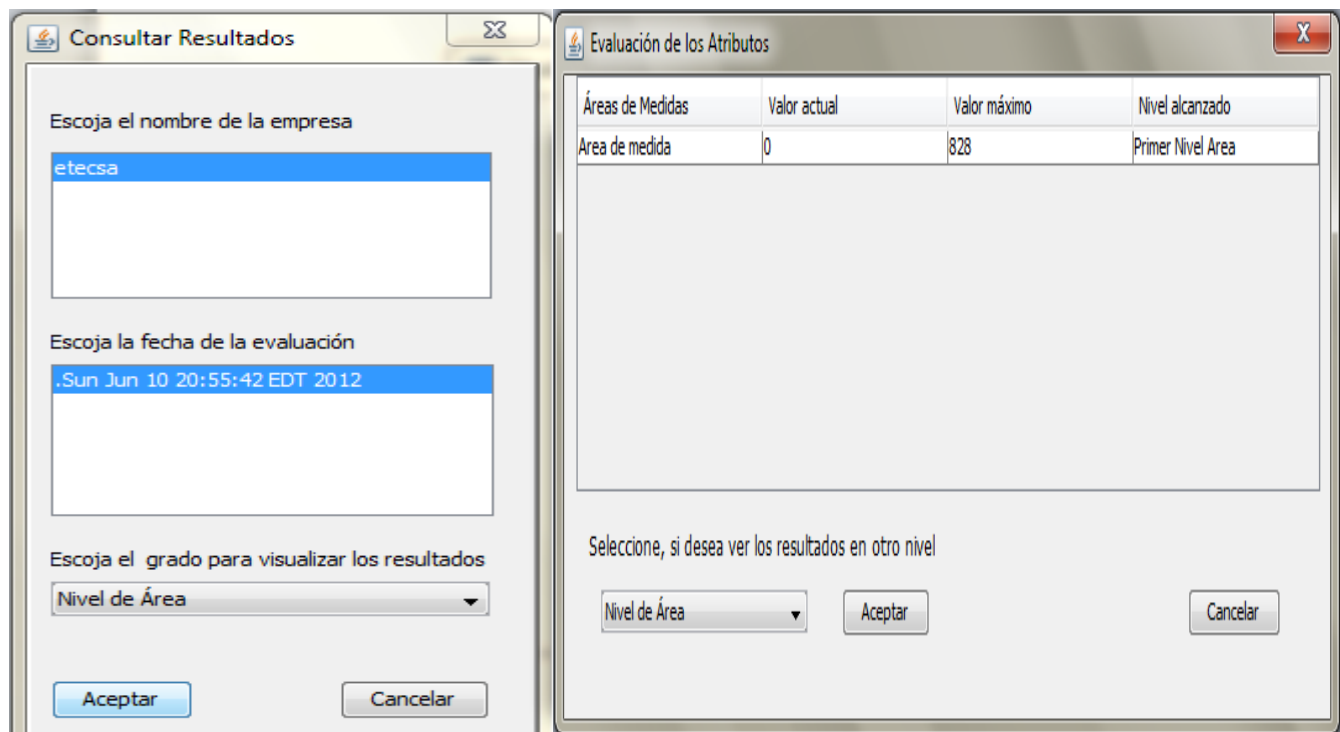 Consultar Resultados
Escoja el nombre de la empresa
etecsa
Escoja la fecha de la evaluación
.Sun Jun 10 20:55:42 EDT 2012
Escoja el  grado para visualizar los resultados
Nivel de Área
Aceptar
Cancelar
Evaluación de los Atributos
Áreas de Medidas Valor actual Valor máximo Nivel alcanzado
Area de medida 0 828 Primer Nivel Area
Seleccione, si desea ver los resultados en otro nivel
Nivel de Área
Aceptar
Cancelar